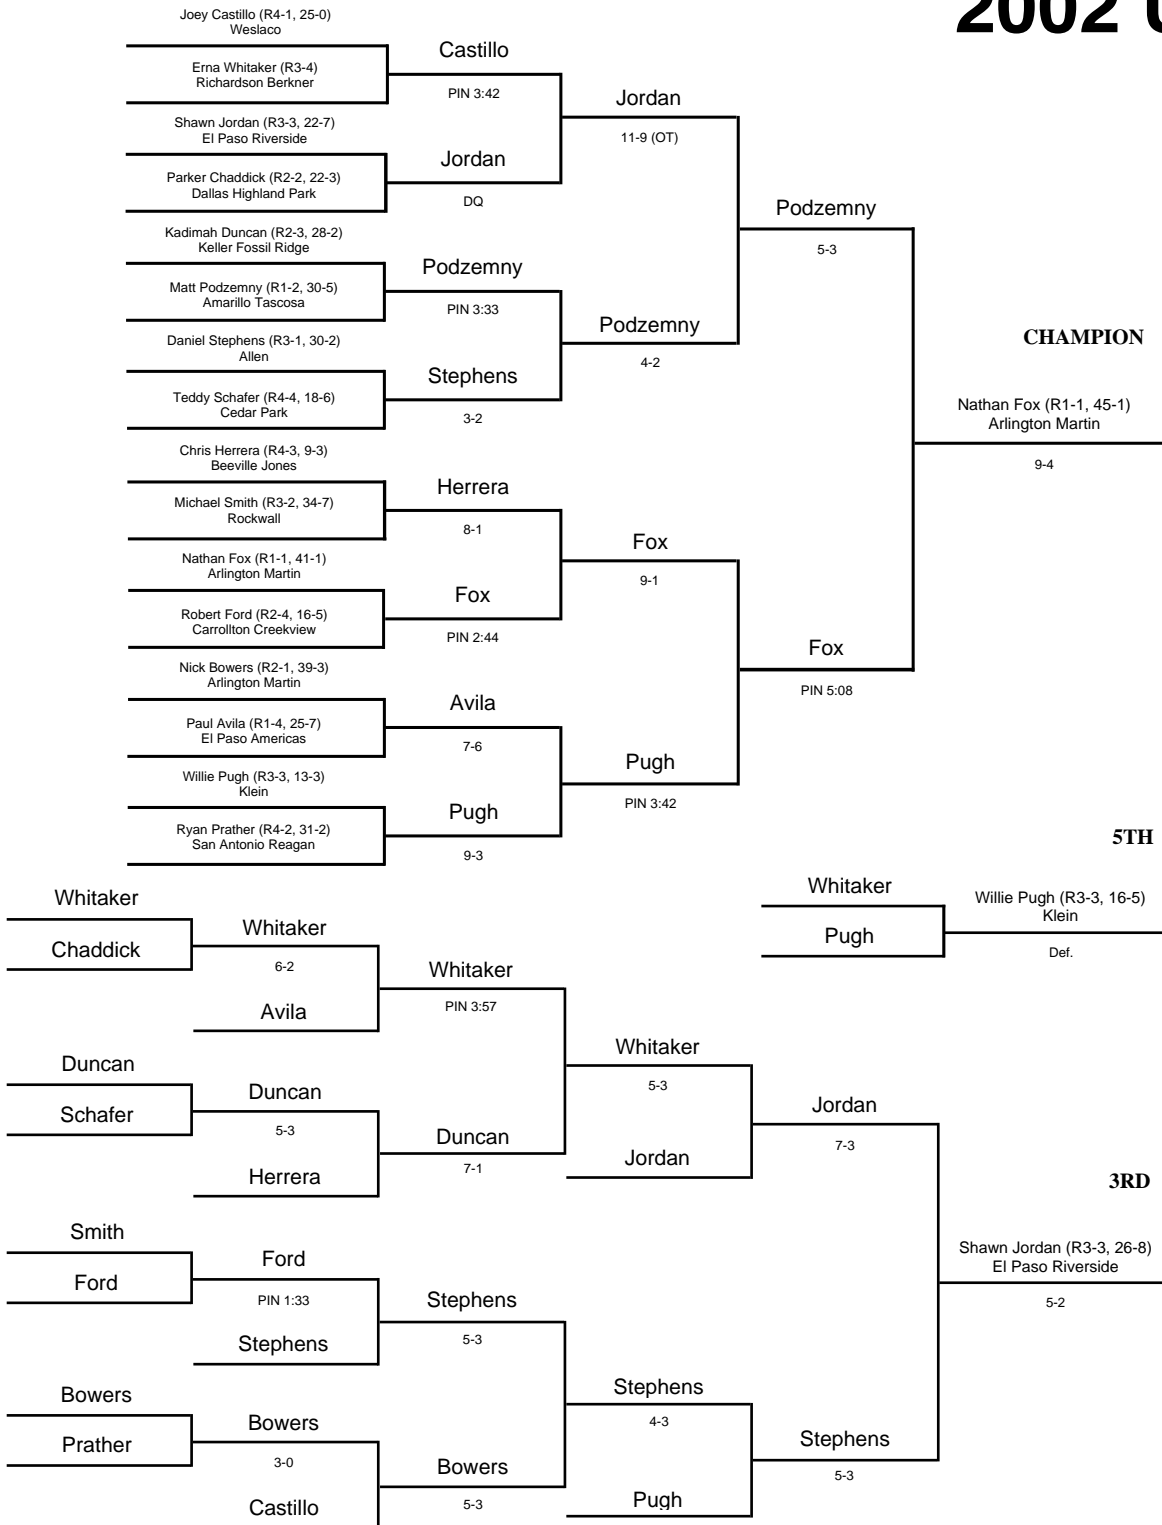 2002 U
Joey Castillo (R4-1, 25-0)
Weslaco
Castillo
Erna Whitaker (R3-4)
Richardson Berkner
PIN 3:42
Jordan
Shawn Jordan (R3-3, 22-7)
El Paso Riverside
11-9 (OT)
Jordan
Parker Chaddick (R2-2, 22-3)
Dallas Highland Park
DQ
Podzemny
Kadimah Duncan (R2-3, 28-2)
Keller Fossil Ridge
5-3
Podzemny
Matt Podzemny (R1-2, 30-5)
Amarillo Tascosa
PIN 3:33
Podzemny
Daniel Stephens (R3-1, 30-2)
Allen
CHAMPION
4-2
Stephens
Teddy Schafer (R4-4, 18-6)
Cedar Park
Nathan Fox (R1-1, 45-1)
Arlington Martin
3-2
Chris Herrera (R4-3, 9-3)
Beeville Jones
9-4
Herrera
Michael Smith (R3-2, 34-7)
Rockwall
8-1
Fox
Nathan Fox (R1-1, 41-1)
Arlington Martin
9-1
Fox
Robert Ford (R2-4, 16-5)
Carrollton Creekview
PIN 2:44
Fox
Nick Bowers (R2-1, 39-3)
Arlington Martin
PIN 5:08
Avila
Paul Avila (R1-4, 25-7)
El Paso Americas
7-6
Pugh
Willie Pugh (R3-3, 13-3)
Klein
PIN 3:42
Pugh
Ryan Prather (R4-2, 31-2)
San Antonio Reagan
5TH
9-3
Whitaker
Whitaker
Willie Pugh (R3-3, 16-5)
Klein
Whitaker
Pugh
Chaddick
Def.
6-2
Whitaker
PIN 3:57
Avila
Whitaker
Duncan
5-3
Duncan
Jordan
Schafer
5-3
Duncan
7-3
Jordan
7-1
Herrera
3RD
Smith
Shawn Jordan (R3-3, 26-8)
El Paso Riverside
Ford
Ford
PIN 1:33
Stephens
5-2
5-3
Stephens
Stephens
Bowers
4-3
Bowers
Stephens
Prather
3-0
Bowers
5-3
Pugh
5-3
Castillo